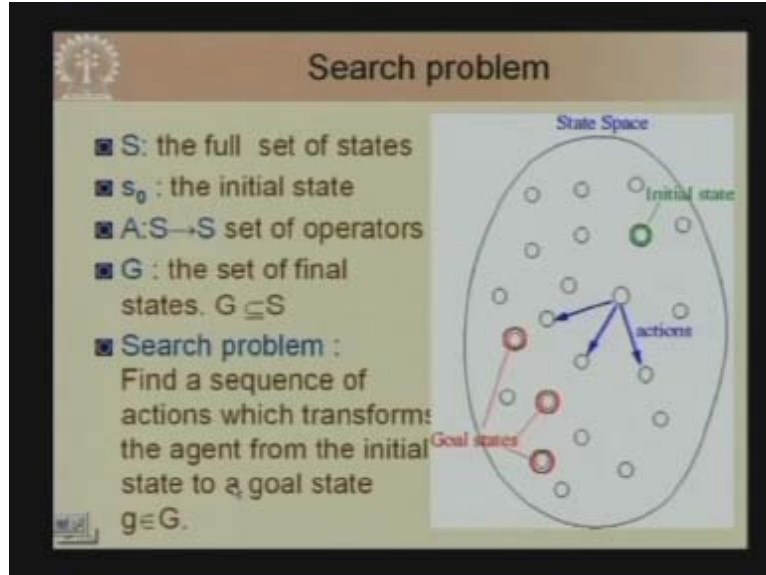 Search problem
S: the full set of states
s₀ : the initial state
A:S→S set of operators
G : the set of final
states. G ⊆S
Search problem :
Find a sequence of
actions which transforms
the agent from the initial
state to a goal state
g∈G.
State Space
Initial state
actions
Goal states